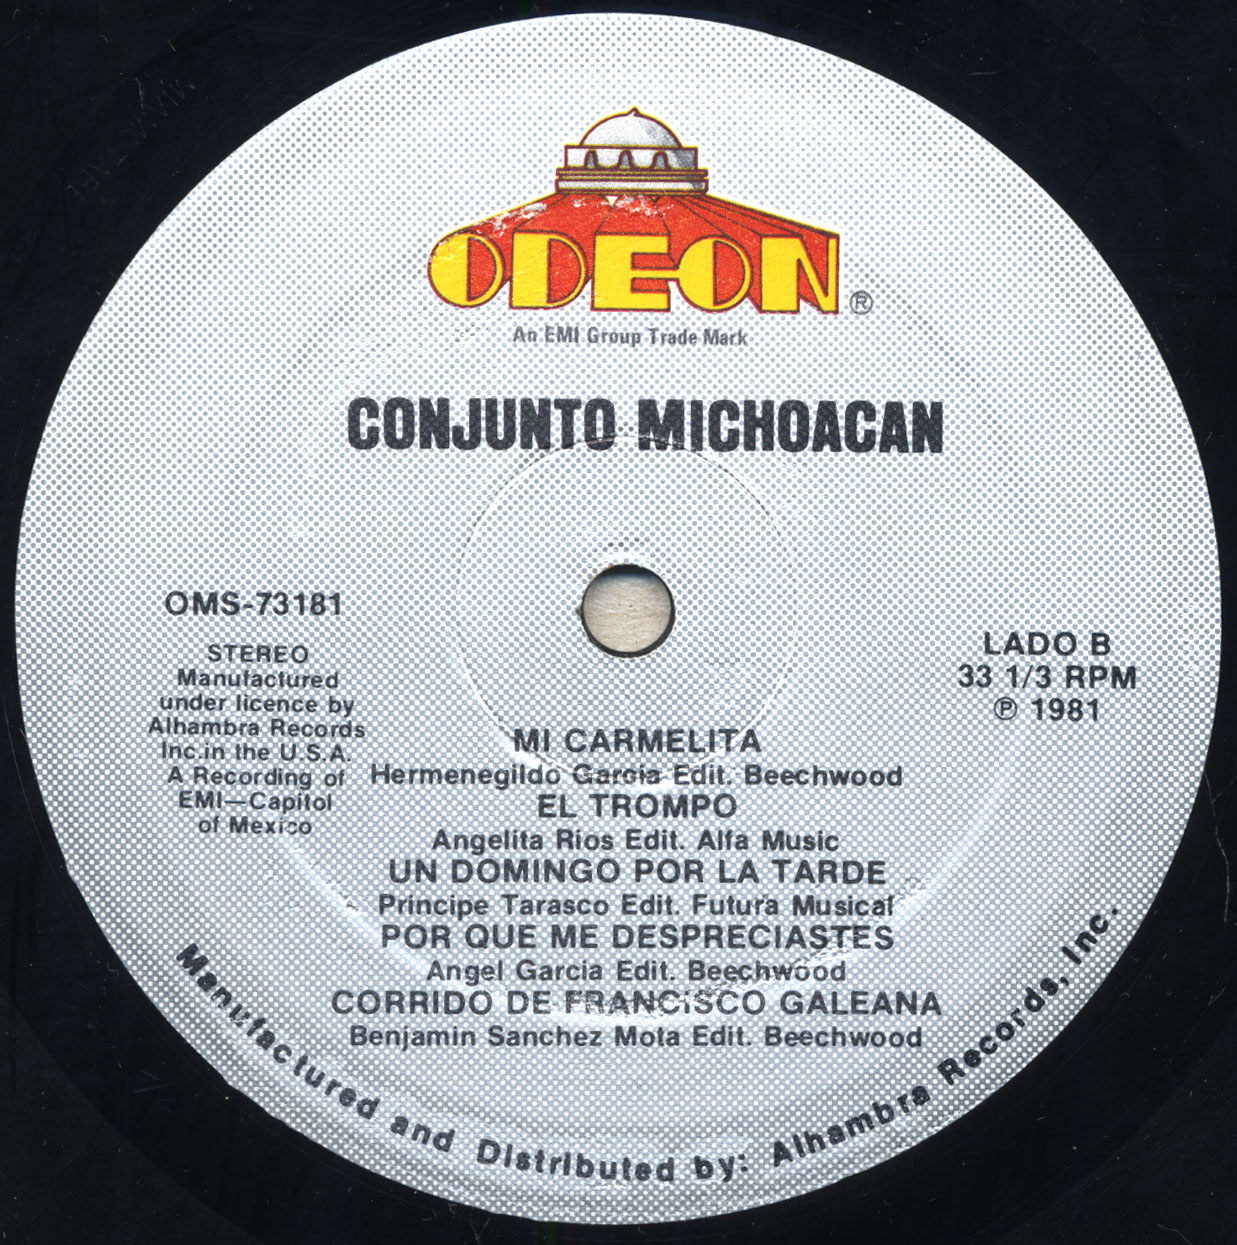 ODEON®
An EMI Group Trade Mark
CONJUNTO MICHOACAN
OMS-73181
STEREO
Manufactured
under licence by
Alhambra Records
Inc.in the U.S.A.
A Recording of
EMI—Capitol
of Mexico
LADO B
33 1/3 RPM
℗ 1981
MI CARMELITA
Hermenegildo Garcia Edit. Beechwood
EL TROMPO
Angelita Rios Edit. Alfa Music
UN DOMINGO POR LA TARDE
Principe Tarasco Edit. Futura Musical
POR QUE ME DESPRECIASTES
Angel Garcia Edit. Beechwood
CORRIDO DE FRANCISCO GALEANA
Benjamin Sanchez Mota Edit. Beechwood
Manufactured and Distributed by: Alhambra Records, Inc.